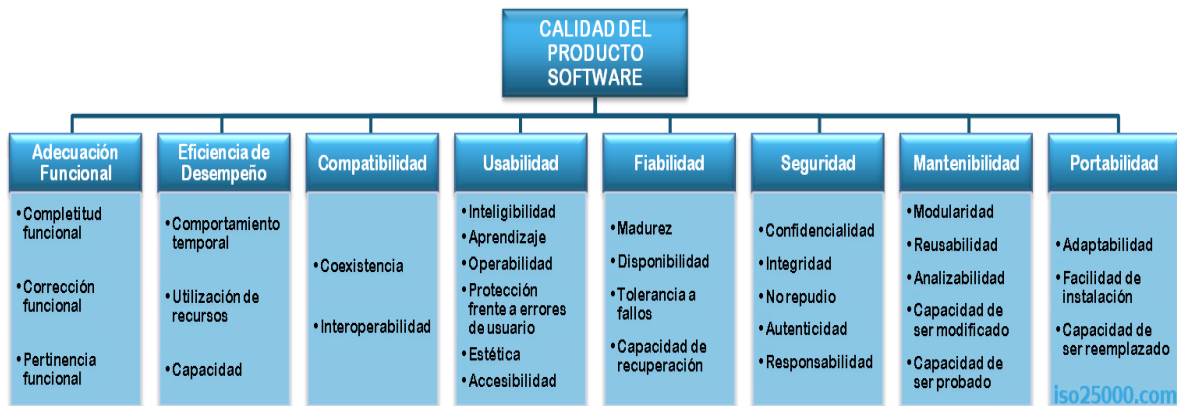 CALIDAD DEL
PRODUCTO
SOFTWARE
Adecuación
Funcional
• Completitud
funcional
• Corrección
funcional
• Pertinencia
funcional
Eficiencia de
Desempeño
• Comportamiento
temporal
• Utilización de
recursos
• Capacidad
Compatibilidad
• Coexistencia
• Interoperabilidad
Usabilidad
• Inteligibilidad
• Aprendizaje
• Operabilidad
• Protección
frente a errores
de usuario
• Estética
• Accesibilidad
Fiabilidad
• Madurez
• Disponibilidad
• Tolerancia a
fallos
• Capacidad de
recuperación
Seguridad
• Confidencialidad
• Integridad
• No repudio
• Autenticidad
• Responsabilidad
Mantenibilidad
• Modularidad
• Reusabilidad
• Analizabilidad
• Capacidad de
ser modificado
• Capacidad de
ser probado
Portabilidad
• Adaptabilidad
• Facilidad de
instalación
• Capacidad de
ser reemplazado
iso25000.com